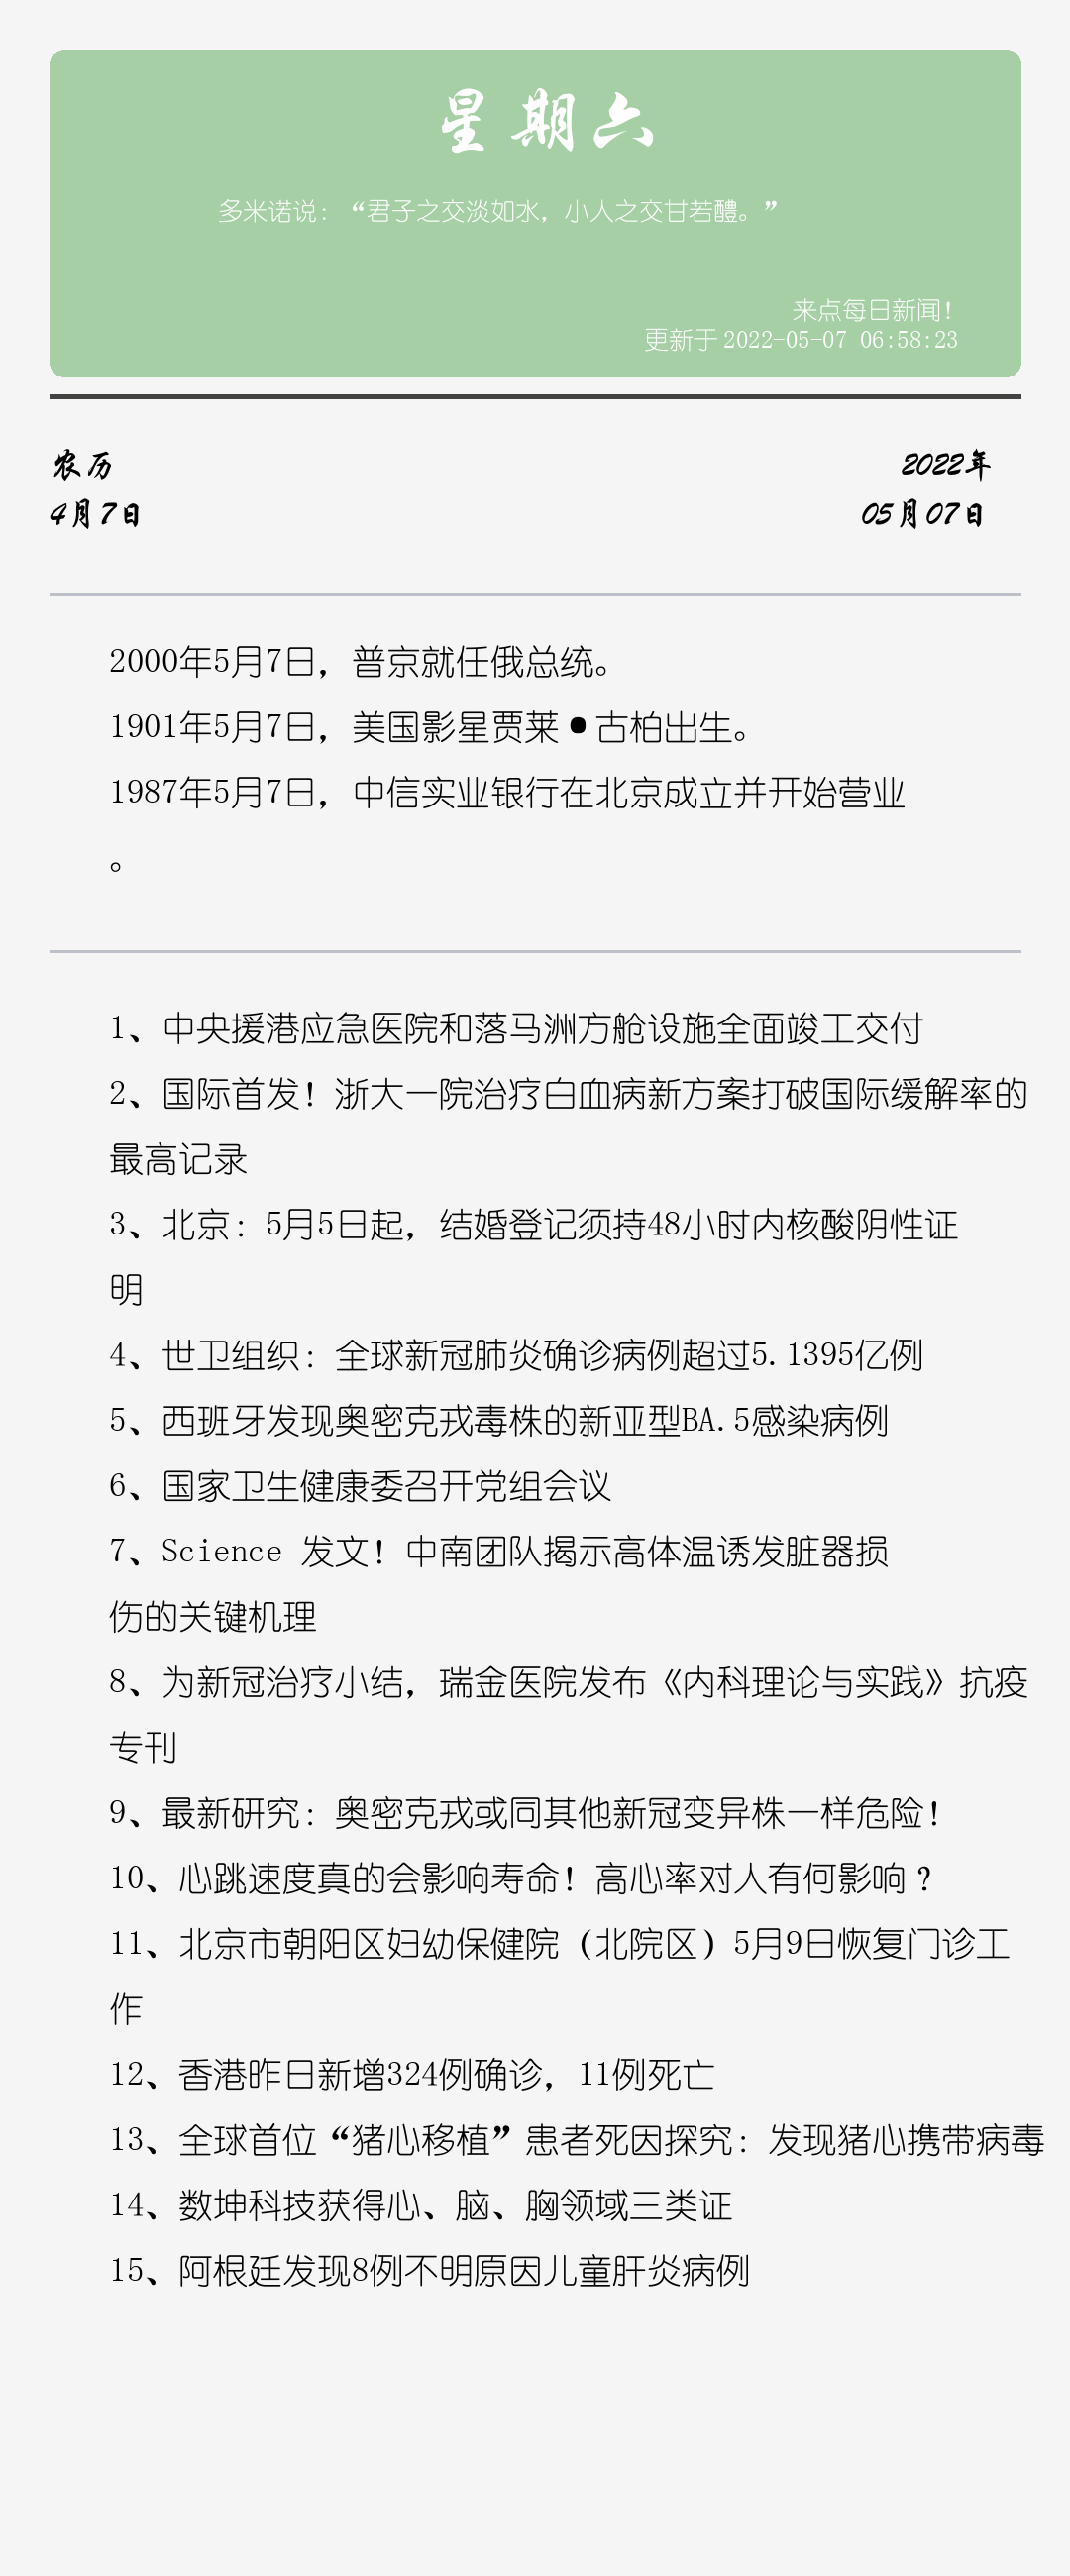 星期六
多米诺说：“君子之交淡如水，小人之交甘若醴。”
来点每日新闻！
更新于2022-05-07 06:58:23
农历
2022年
4月7日
05月07日
2000年5月7日，普京就任俄总统。
1901年5月7日，美国影星贾莱•古柏出生。
1987年5月7日，中信实业银行在北京成立并开始营业
。
1、中央援港应急医院和落马洲方舱设施全面竣工交付
2、国际首发！浙大一院治疗白血病新方案打破国际缓解率的
最高记录
3、北京：5月5日起，结婚登记须持48小时内核酸阴性证
明
4、世卫组织：全球新冠肺炎确诊病例超过5.1395亿例
5、西班牙发现奥密克戎毒株的新亚型BA.5感染病例
6、国家卫生健康委召开党组会议
7、Science 发文！中南团队揭示高体温诱发脏器损
伤的关键机理
8、为新冠治疗小结，瑞金医院发布《内科理论与实践》抗疫
专刊
9、最新研究：奥密克戎或同其他新冠变异株一样危险！
10、心跳速度真的会影响寿命！高心率对人有何影响？
11、北京市朝阳区妇幼保健院（北院区）5月9日恢复门诊工
作
12、香港昨日新增324例确诊，11例死亡
13、全球首位“猪心移植”患者死因探究：发现猪心携带病毒
14、数坤科技获得心、脑、胸领域三类证
15、阿根廷发现8例不明原因儿童肝炎病例